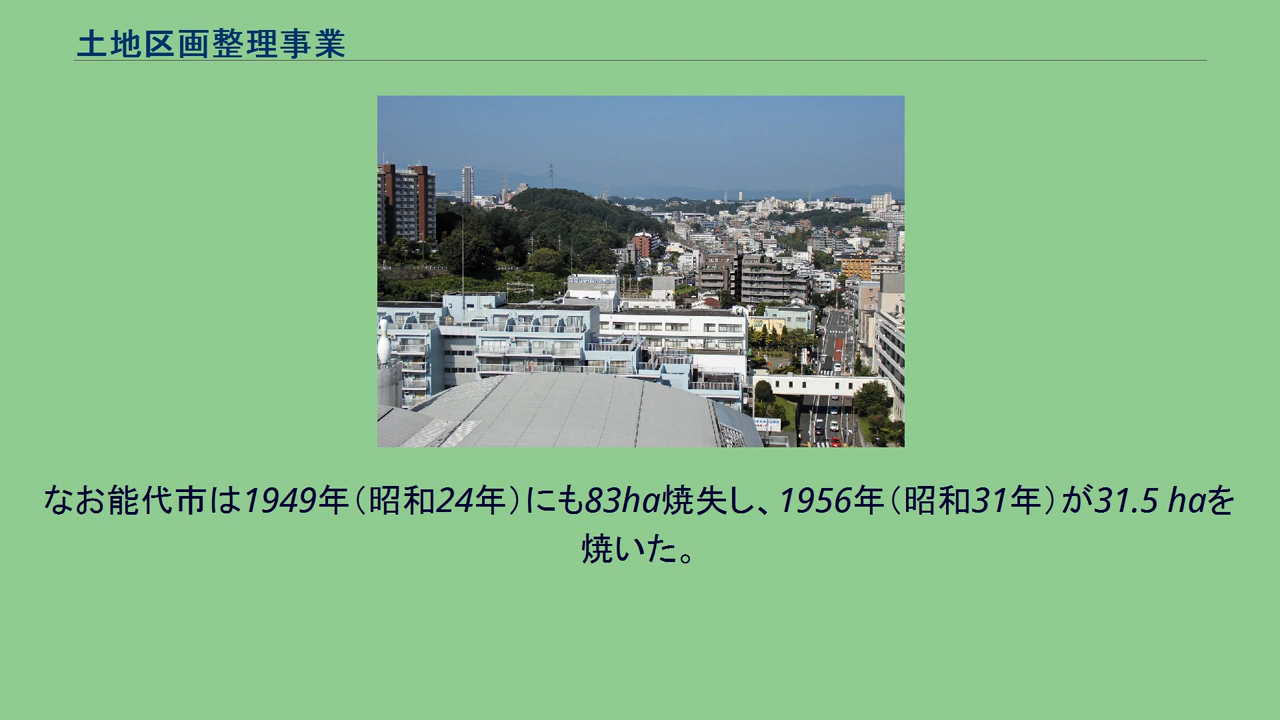 土地区画整理事業
なお能代市は1949年（昭和24年）にも83ha焼失し、1956年（昭和31年）が31.5 haを
焼いた。